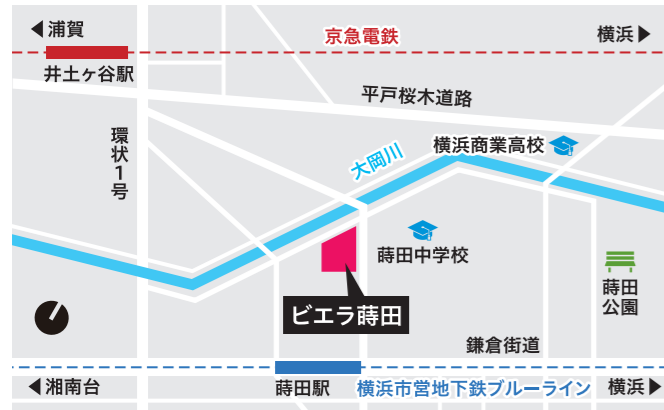 ◀浦賀
京急電鉄
横浜▶
井土ヶ谷駅
平戸桜木道路
環状1号
大岡川
横浜商業高校
蒔田中学校
蒔田
公園
ビエラ蒔田
鎌倉街道
◀湘南台
蒔田駅
横浜市営地下鉄ブルーライン
横浜▶